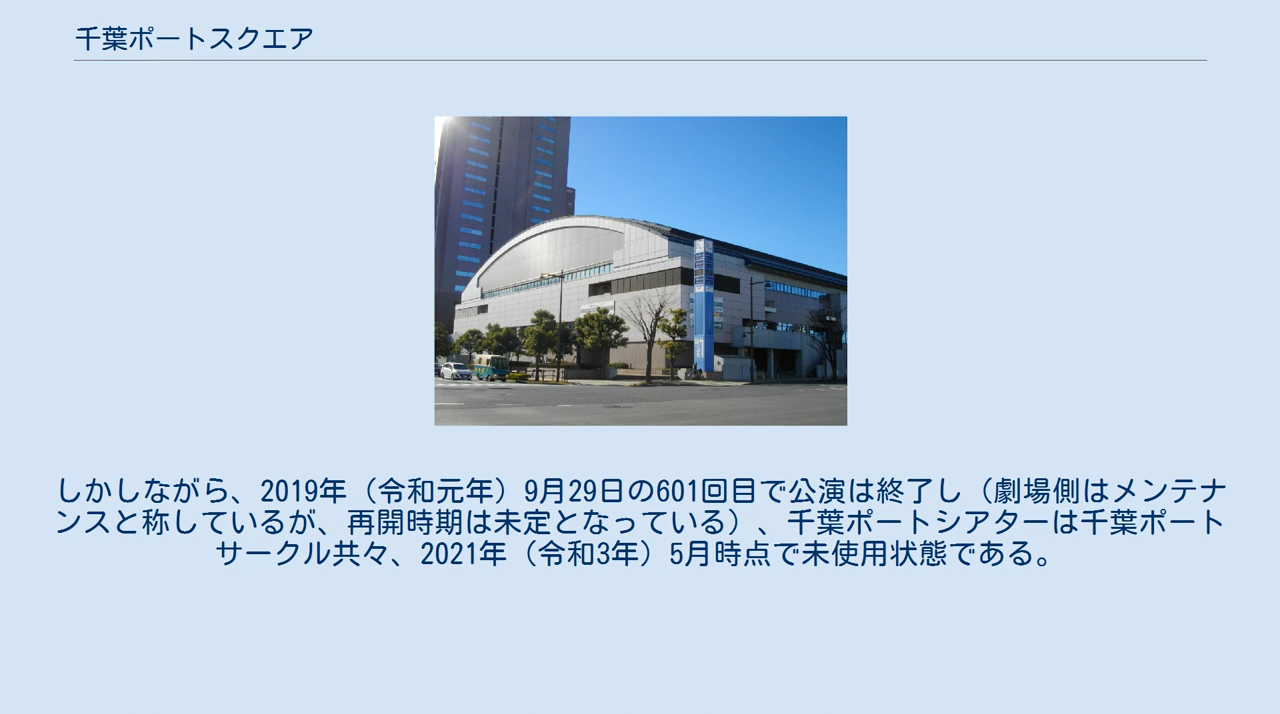 千葉ポートスクエア
しかしながら、2019年（令和元年）9月29日の601回目で公演は終了し（劇場側はメンテナ
ンスと称しているが、再開時期は未定となっている）、千葉ポートシアターは千葉ポート
サークル共々、2021年（令和3年）5月時点で未使用状態である。